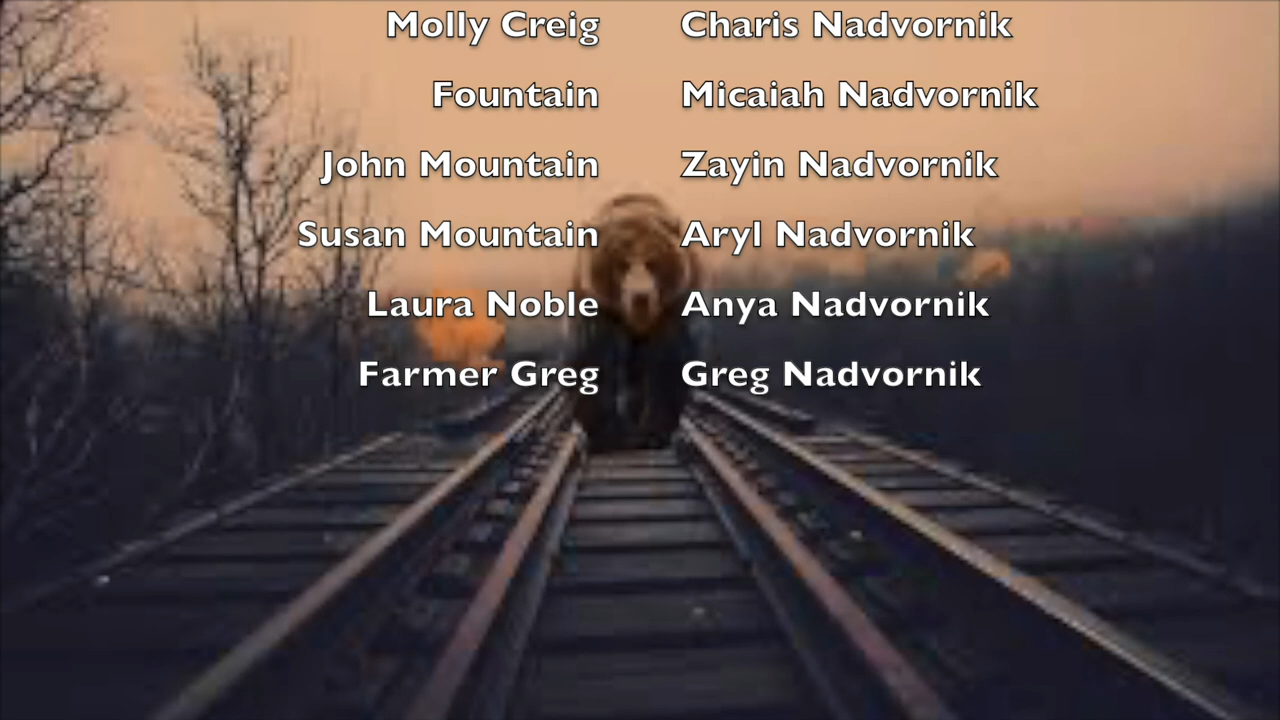 Molly Creig Charis Nadvornik
Fountain Micaiah Nadvornik
John Mountain Zayin Nadvornik
Susan Mountain Aryl Nadvornik
Laura Noble Anya Nadvornik
Farmer Greg Greg Nadvornik